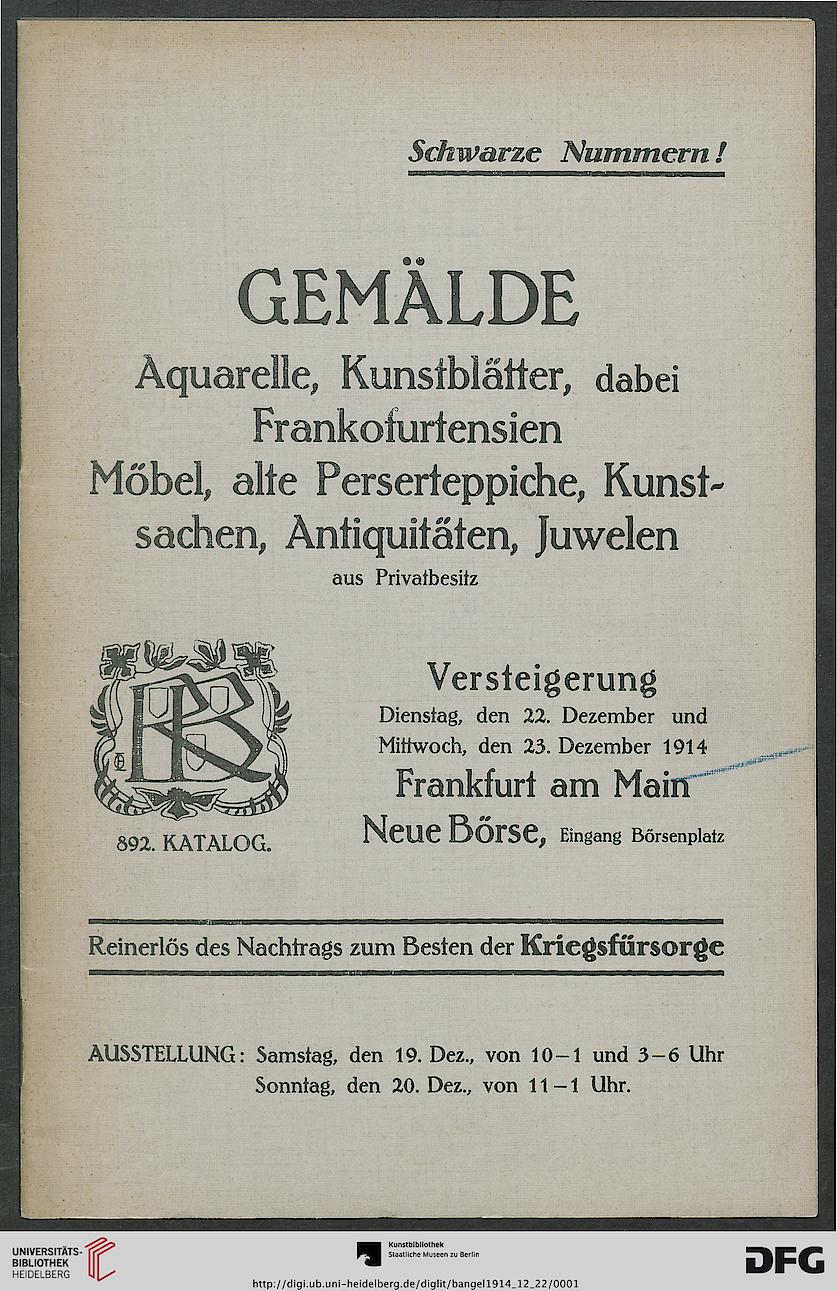 Schwarze Nummern!
GEMÄLDE
Aquarelle, Kunstblätter, dabei
Frankofurtensien
Möbel, alte Perserteppiche, Kunst-
sachen, Antiquitäten, Juwelen
aus Privatbesitz
RB
892. KATALOG.
Versteigerung
Dienstag, den 22. Dezember und
Mittwoch, den 23. Dezember 1914
Frankfurt am Main
Neue Börse, Eingang Börsenplatz
Reinerlös des Nachtrags zum Besten der Kriegsfürsorge
AUSSTELLUNG: Samstag, den 19. Dez., von 10–1 und 3–6 Uhr
Sonntag, den 20. Dez., von 11–1 Uhr.
UNIVERSITÄTS-
BIBLIOTHEK
HEIDELBERG
Kunstbibliothek
Staatliche Museen zu Berlin
DFG
http://digi.ub.uni-heidelberg.de/diglit/bangel1914_12_22/0001